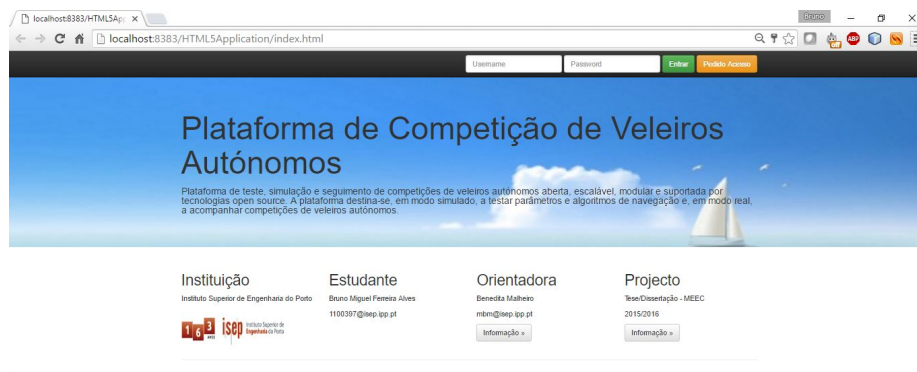 localhost:8383/HTML5Ap
Bruno
localhost:8383/HTML5Application/index.html
ABP
Off
Username
Password
Entrar
Pedido Acesso
Plataforma de Competição de Veleiros
Autónomos
Plataforma de teste, simulação e seguimento de competições de veleiros autónomos aberta, escalável, modular e suportada por
tecnologias open source. A plataforma destina-se, em modo simulado, a testar parâmetros e algoritmos de navegação e, em modo real,
a acompanhar competições de veleiros autónomos.
Instituição
Instituto Superior de Engenharia do Porto
163
anos
isep
Instituto Superior de
Engenharia do Porto
Estudante
Bruno Miguel Ferreira Alves
1100397@isep.ipp.pt
Orientadora
Benedita Malheiro
mbm@isep.ipp.pt
Informação »
Projecto
Tese/Dissertação - MEEC
2015/2016
Informação »